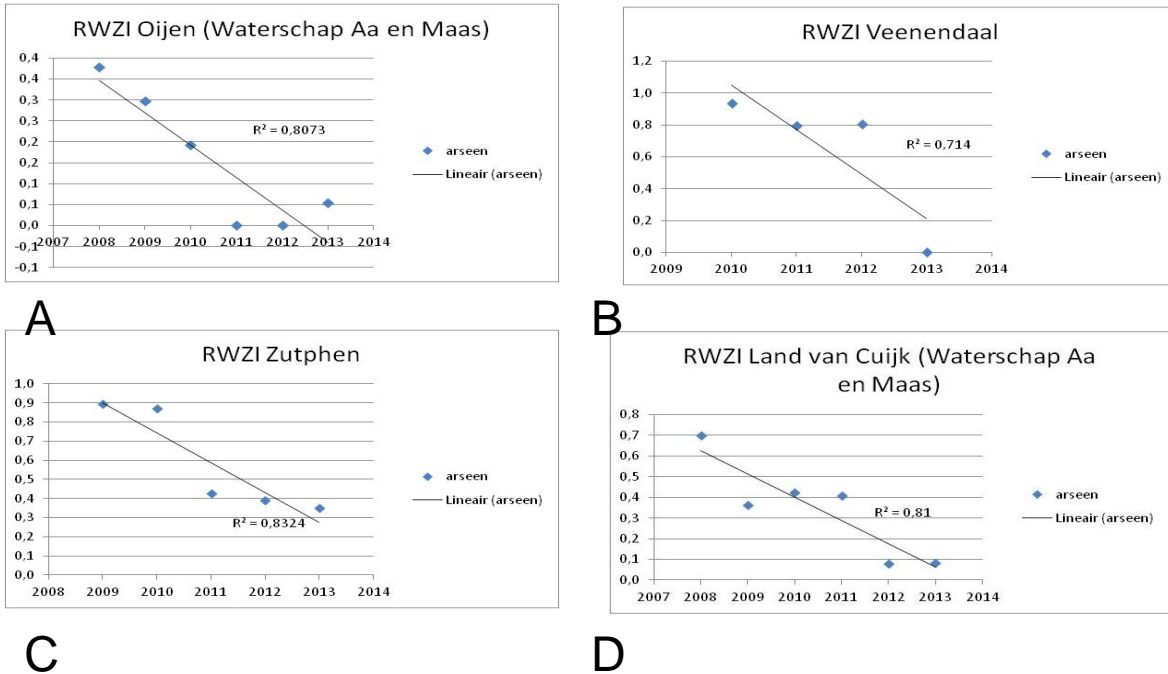 RWZI Oijen (Waterschap Aa en Maas)
0,4
0,4
0,3
0,3
0,2
0,2
0,1
0,1
0,0
-0,1
-0,1
2007 2008 2009 2010 2011 2012 2013 2014
R² = 0,8073
arseen
Lineair (arseen)
A
RWZI Veenendaal
1,2
1,0
0,8
0,6
0,4
0,2
0,0
2009 2010 2011 2012 2013 2014
R² = 0,714
arseen
Lineair (arseen)
B
RWZI Zutphen
1,0
0,9
0,8
0,7
0,6
0,5
0,4
0,3
0,2
0,1
0,0
2008 2009 2010 2011 2012 2013 2014
R² = 0,8324
arseen
Lineair (arseen)
C
RWZI Land van Cuijk (Waterschap Aa
en Maas)
0,8
0,7
0,6
0,5
0,4
0,3
0,2
0,1
0,0
2007 2008 2009 2010 2011 2012 2013 2014
R² = 0,81
arseen
Lineair (arseen)
D